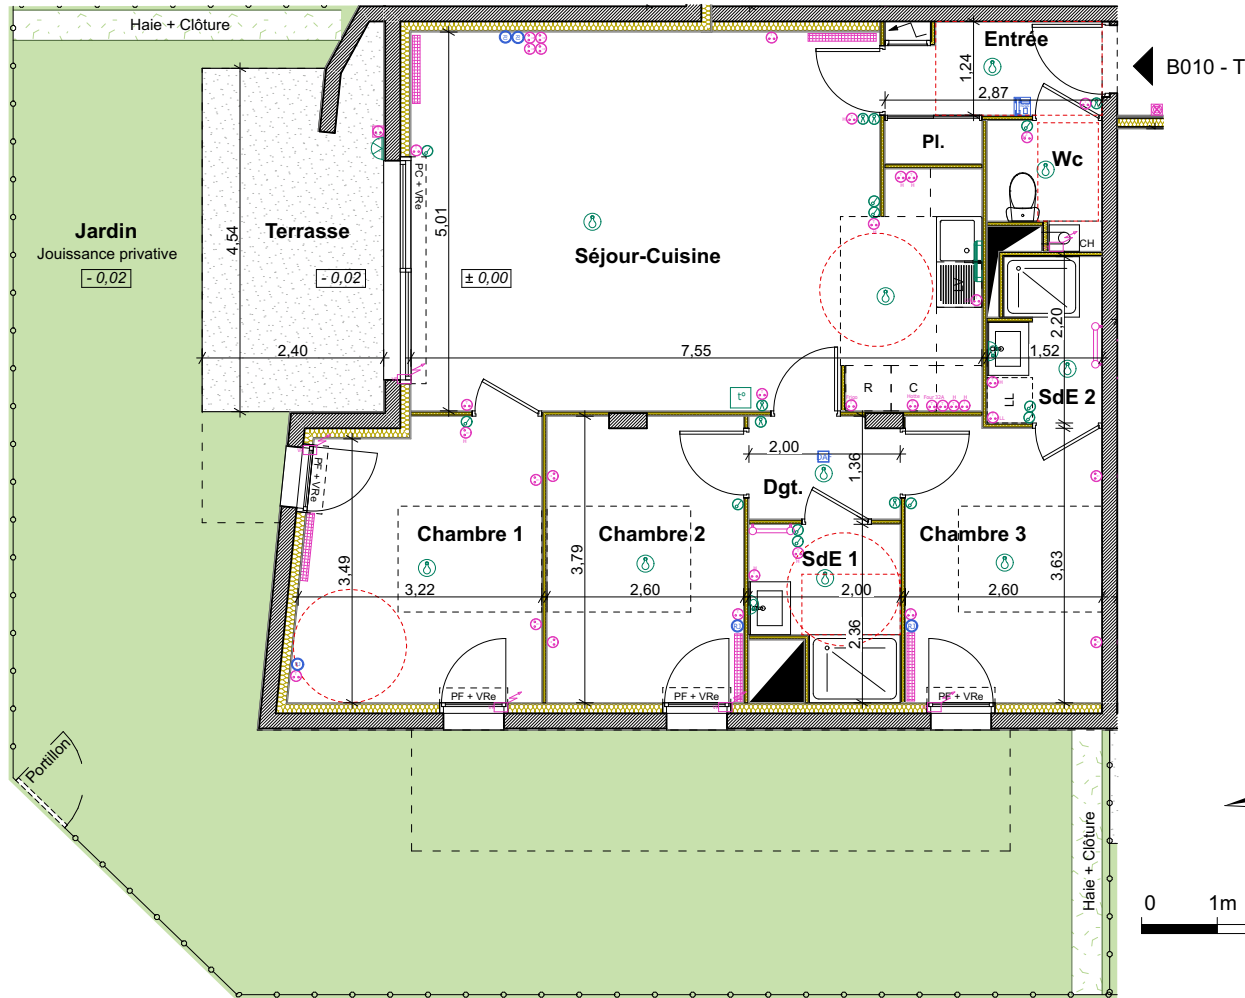 Haie + Clôture
Entrée
B010 - T
1,24
2,87
Pl.
Wc
PC + VRe
5,01
4,54
Jardin
Jouissance privative
- 0,02
Terrasse
- 0,02
± 0,00
Séjour-Cuisine
CH
LV
2,20
2,40
7,55
1,52
R
C
t°
LL
SdE 2
2,00
1,36
Dgt.
PF + VRe
Chambre 1
Chambre 2
SdE 1
Chambre 3
3,49
3,79
3,63
3,22
2,60
2,00
2,60
2,36
PF + VRe
PF + VRe
PF + VRe
Portillon
Haie + Clôture
0
1m